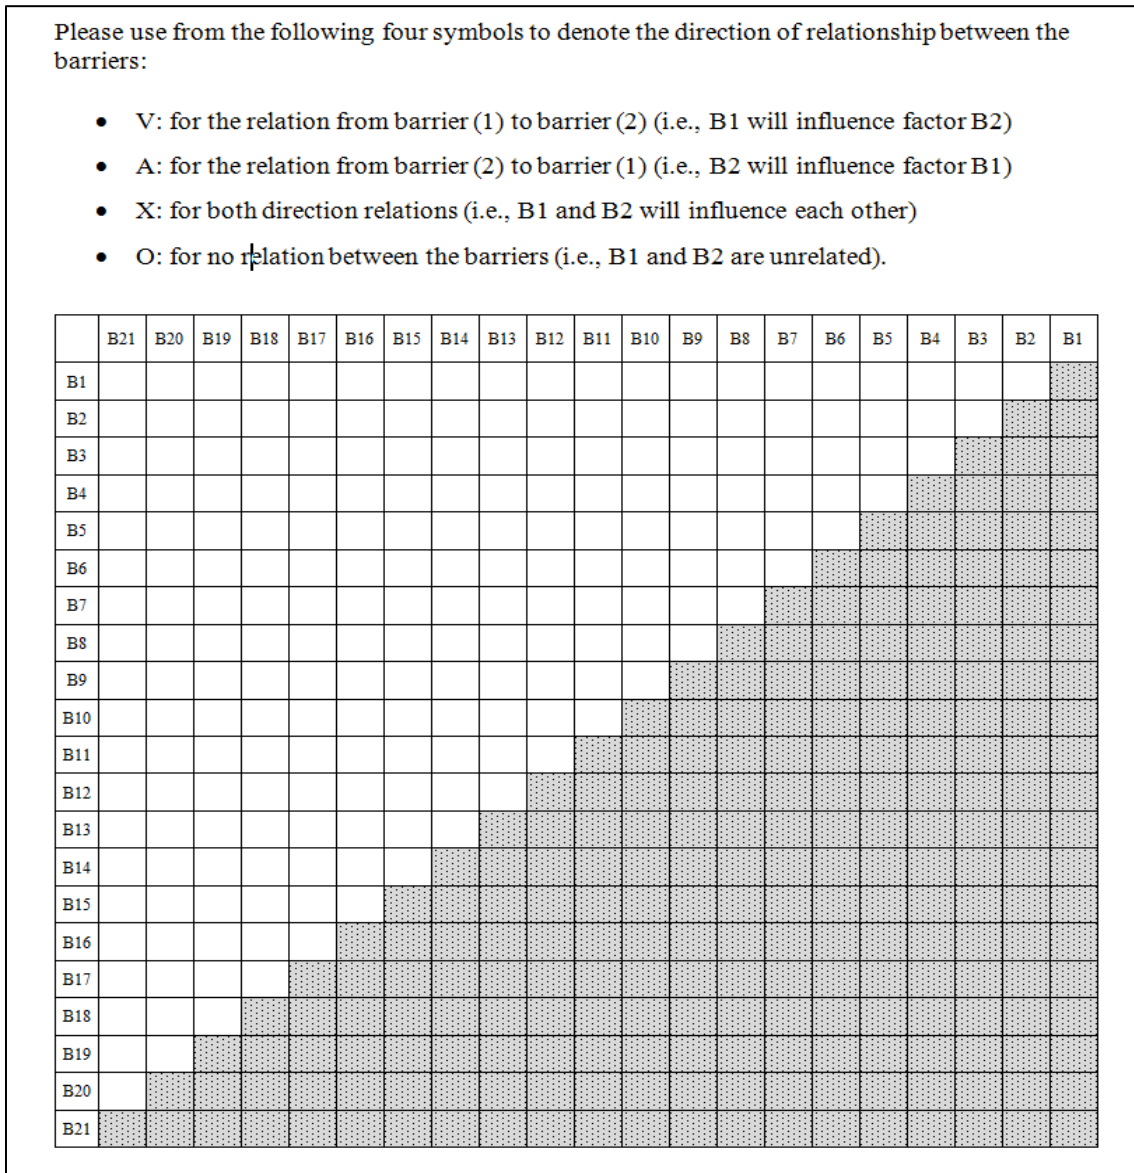 Please use from the following four symbols to denote the direction of relationship between the
barriers:
• V: for the relation from barrier (1) to barrier (2) (i.e., B1 will influence factor B2)
• A: for the relation from barrier (2) to barrier (1) (i.e., B2 will influence factor B1)
• X: for both direction relations (i.e., B1 and B2 will influence each other)
• O: for no relation between the barriers (i.e., B1 and B2 are unrelated).
B21 B20 B19 B18 B17 B16 B15 B14 B13 B12 B11 B10 B9 B8 B7 B6 B5 B4 B3 B2 B1
B1
B2
B3
B4
B5
B6
B7
B8
B9
B10
B11
B12
B13
B14
B15
B16
B17
B18
B19
B20
B21